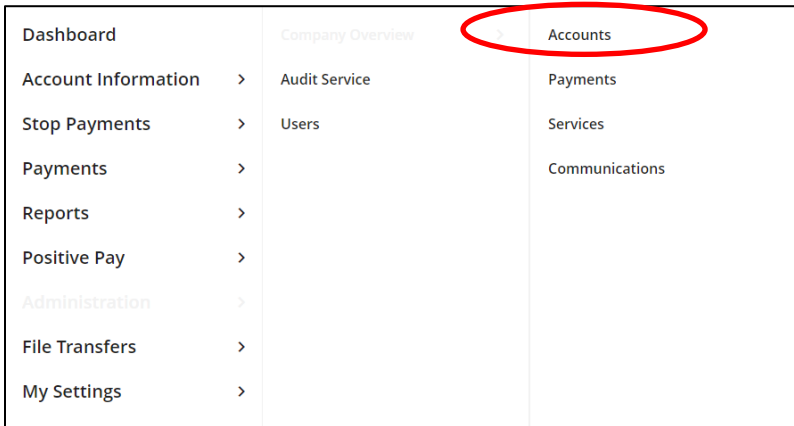 Dashboard
Account Information
Stop Payments
Payments
Reports
Positive Pay
Administration
File Transfers
My Settings
Company Overview
Audit Service
Users
Accounts
Payments
Services
Communications